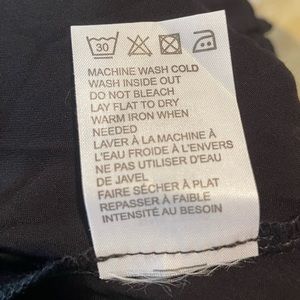 30
MACHINE WASH COLD
WASH INSIDE OUT
DO NOT BLEACH
LAY FLAT TO DRY
WARM IRON WHEN
NEEDED
LAVER À LA MACHINE À
L'EAU FROIDE À L'ENVERS
NE PAS UTILISER D'EAU
DE JAVEL
FAIRE SÉCHER À PLAT
REPASSER À FAIBLE
INTENSITÉ AU BESOIN